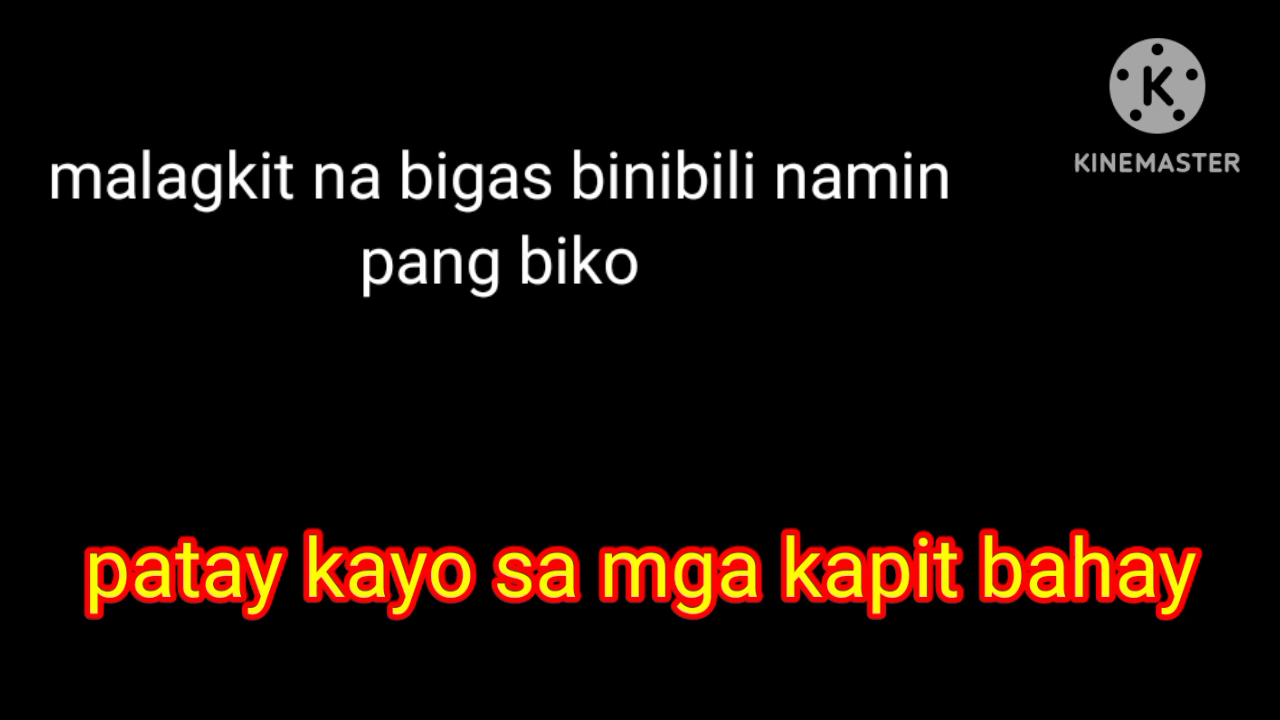 K
KINEMASTER
malagkit na bigas binibili namin
pang biko
patay kayo sa mga kapit bahay